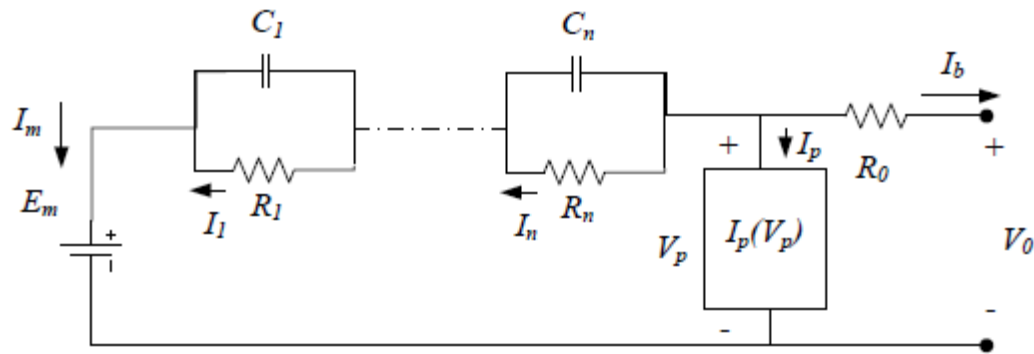 C1 Cn
Ib
Im
+ Ip +
R0
Em R1 Rn
I1 In
+ Vp Ip(Vp) V0
- -